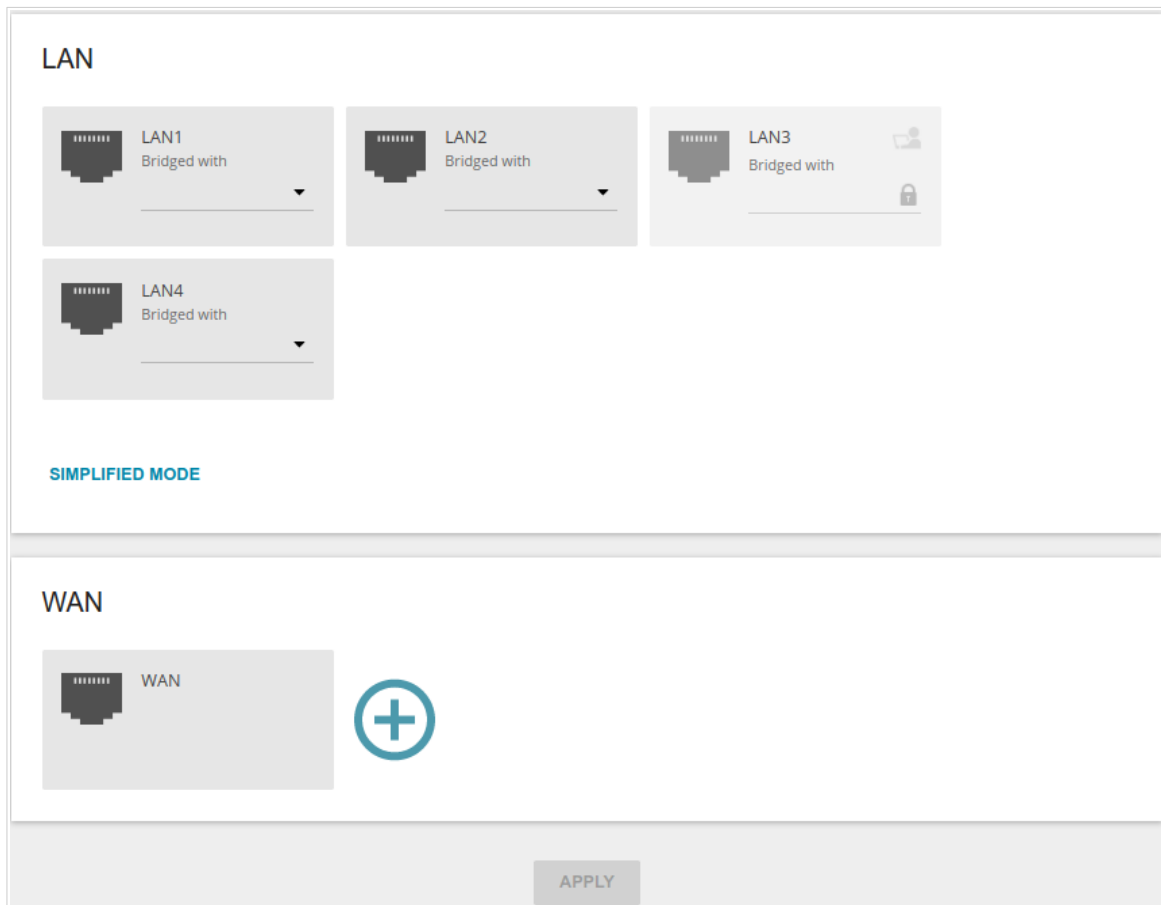 LAN
LAN1
Bridged with
LAN2
Bridged with
LAN3
Bridged with
LAN4
Bridged with
SIMPLIFIED MODE
WAN
WAN
APPLY